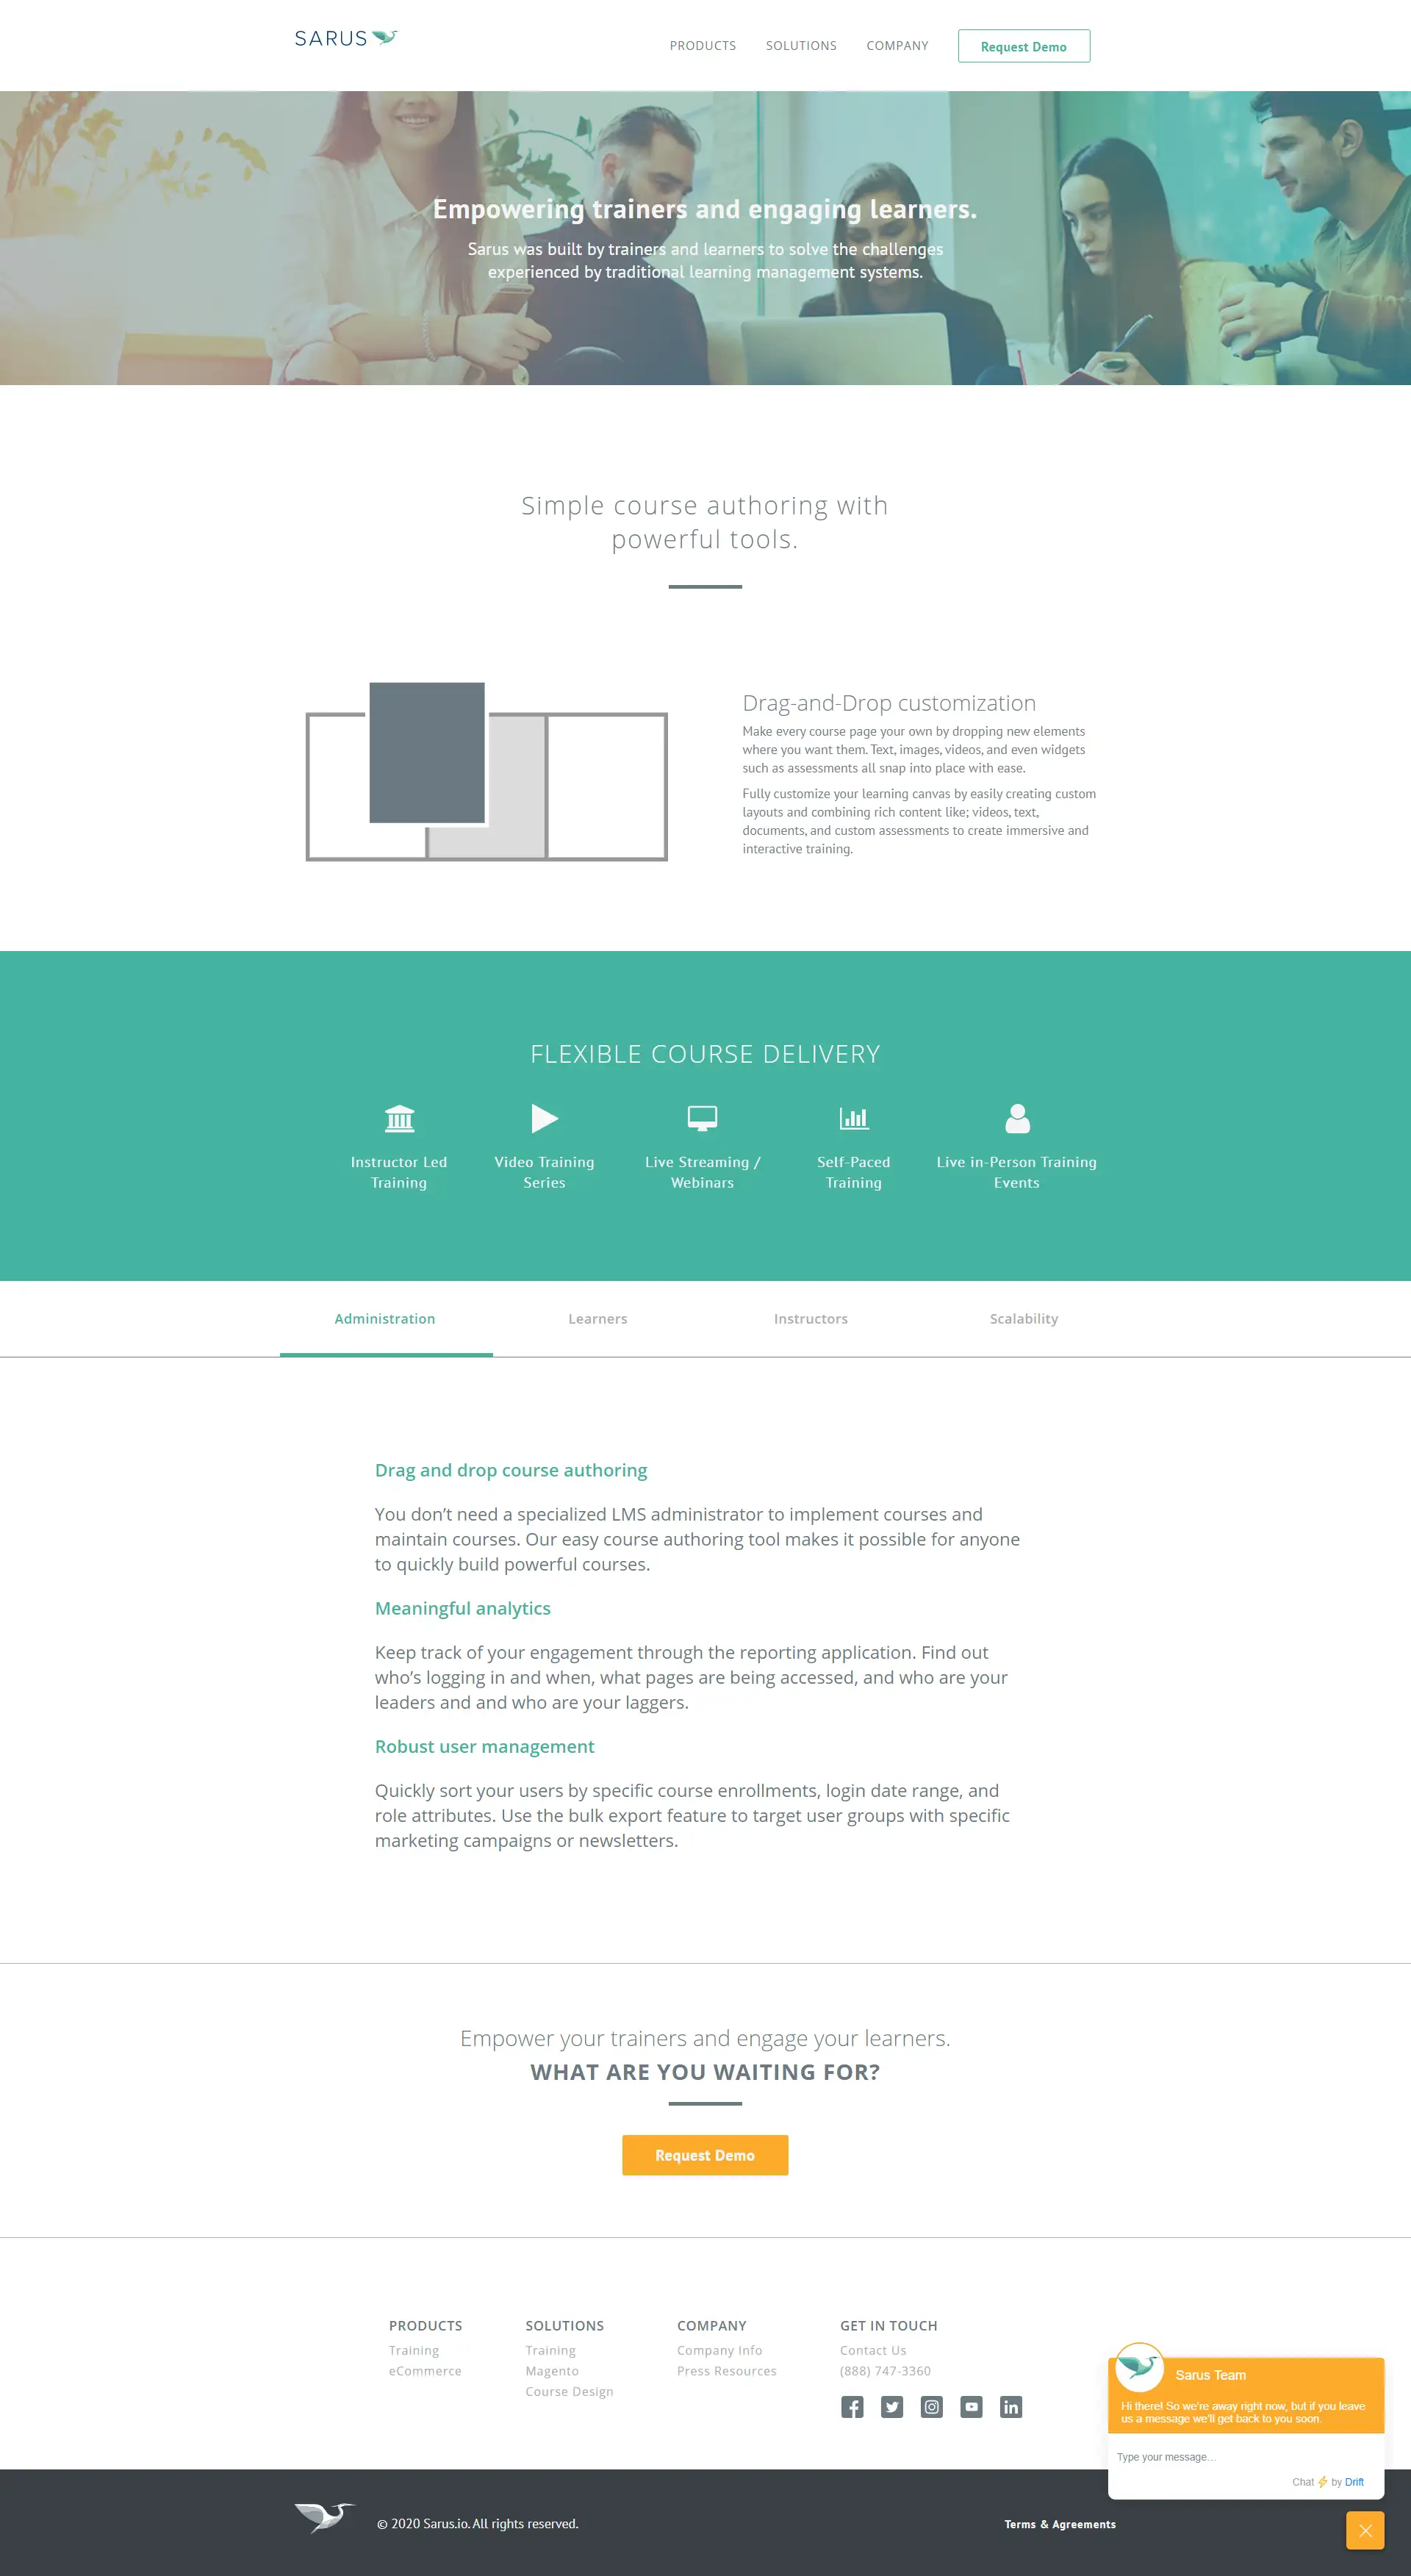 SARUS
PRODUCTS
SOLUTIONS
COMPANY
Request Demo
Empowering trainers and engaging learners.
Sarus was built by trainers and learners to solve the challenges
experienced by traditional learning management systems.
Simple course authoring with
powerful tools.
Drag-and-Drop customization
Make every course page your own by dropping new elements
where you want them. Text, images, videos, and even widgets
such as assessments all snap into place with ease.
Fully customize your learning canvas by easily creating custom
layouts and combining rich content like; videos, text,
documents, and custom assessments to create immersive and
interactive training.
FLEXIBLE COURSE DELIVERY
Instructor Led
Training
Video Training
Series
Live Streaming /
Webinars
Self-Paced
Training
Live in-Person Training
Events
Administration
Learners
Instructors
Scalability
Drag and drop course authoring
You don’t need a specialized LMS administrator to implement courses and
maintain courses. Our easy course authoring tool makes it possible for anyone
to quickly build powerful courses.
Meaningful analytics
Keep track of your engagement through the reporting application. Find out
who’s logging in and when, what pages are being accessed, and who are your
leaders and and who are your laggers.
Robust user management
Quickly sort your users by specific course enrollments, login date range, and
role attributes. Use the bulk export feature to target user groups with specific
marketing campaigns or newsletters.
Empower your trainers and engage your learners.
WHAT ARE YOU WAITING FOR?
Request Demo
PRODUCTS
Training
eCommerce
SOLUTIONS
Training
Magento
Course Design
COMPANY
Company Info
Press Resources
GET IN TOUCH
Contact Us
(888) 747-3360
Sarus Team
Hi there! So we’re away right now, but if you leave
us a message we’ll get back to you soon.
Type your message...
Chat ⚡ by Drift
© 2020 Sarus.io. All rights reserved.
Terms & Agreements